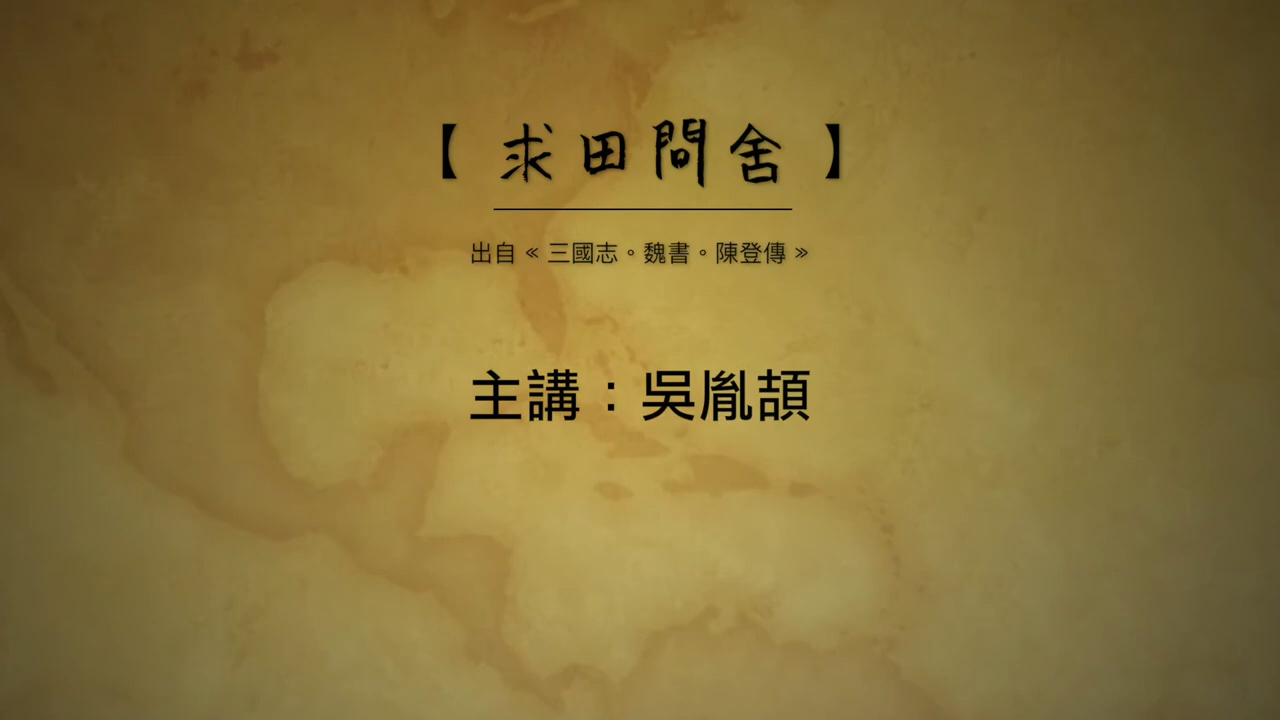 【 求田問舍 】
出自 « 三國志。魏書。陳登傳 »
主講：吳胤頡